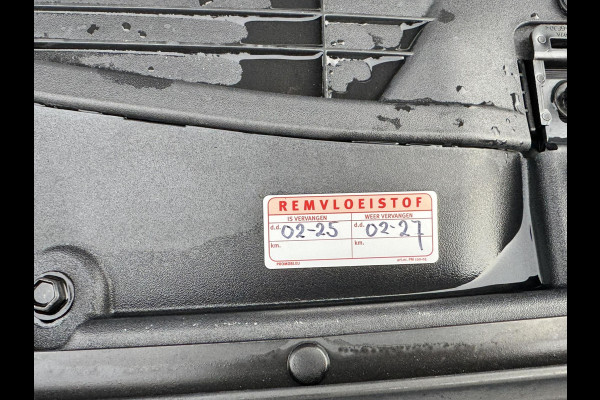 REMVLOEISTOF
IS VERVANGEN WEER VERVANGEN
d.d. 02-25 d.d. 02-27
km. km.